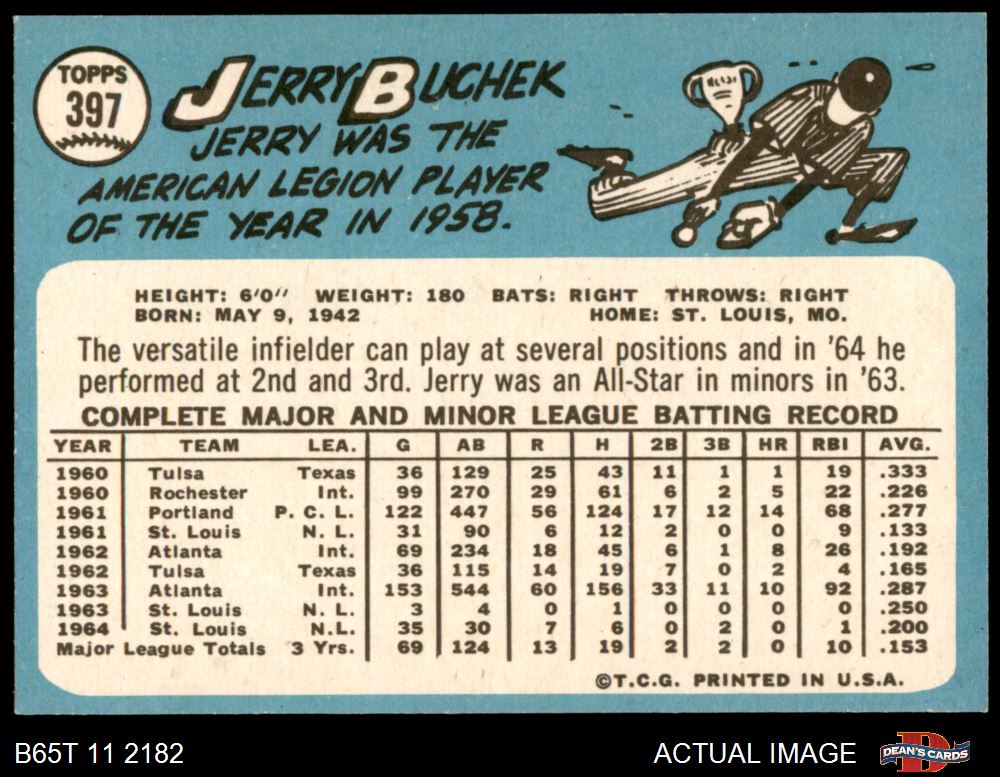 TOPPS
397
JERRY BUCHEK
JERRY WAS THE
AMERICAN LEGION PLAYER
OF THE YEAR IN 1958.
HEIGHT: 6'0" WEIGHT: 180 BATS: RIGHT THROWS: RIGHT
BORN: MAY 9, 1942 HOME: ST. LOUIS, MO.
The versatile infielder can play at several positions and in '64 he
performed at 2nd and 3rd. Jerry was an All-Star in minors in '63.
COMPLETE MAJOR AND MINOR LEAGUE BATTING RECORD
YEAR TEAM LEA. G AB R H 2B 3B HR RBI AVG.
1960 Tulsa Texas 36 129 25 43 11 1 1 19 .333
1960 Rochester Int. 99 270 29 61 6 2 5 22 .226
1961 Portland P. C. L. 122 447 56 124 17 12 14 68 .277
1961 St. Louis N. L. 31 90 6 12 2 0 0 9 .133
1962 Atlanta Int. 69 234 18 45 6 1 8 26 .192
1962 Tulsa Texas 36 115 14 19 7 0 2 4 .165
1963 Atlanta Int. 153 544 60 156 33 11 10 92 .287
1963 St. Louis N. L. 3 4 0 1 0 0 0 0 .250
1964 St. Louis N.L. 35 30 7 6 0 2 0 1 .200
Major League Totals 3 Yrs. 69 124 13 19 2 2 0 10 .153
©T.C.G. PRINTED IN U.S.A.
B65T 11 2182 ACTUAL IMAGE DEAN'S CARDS